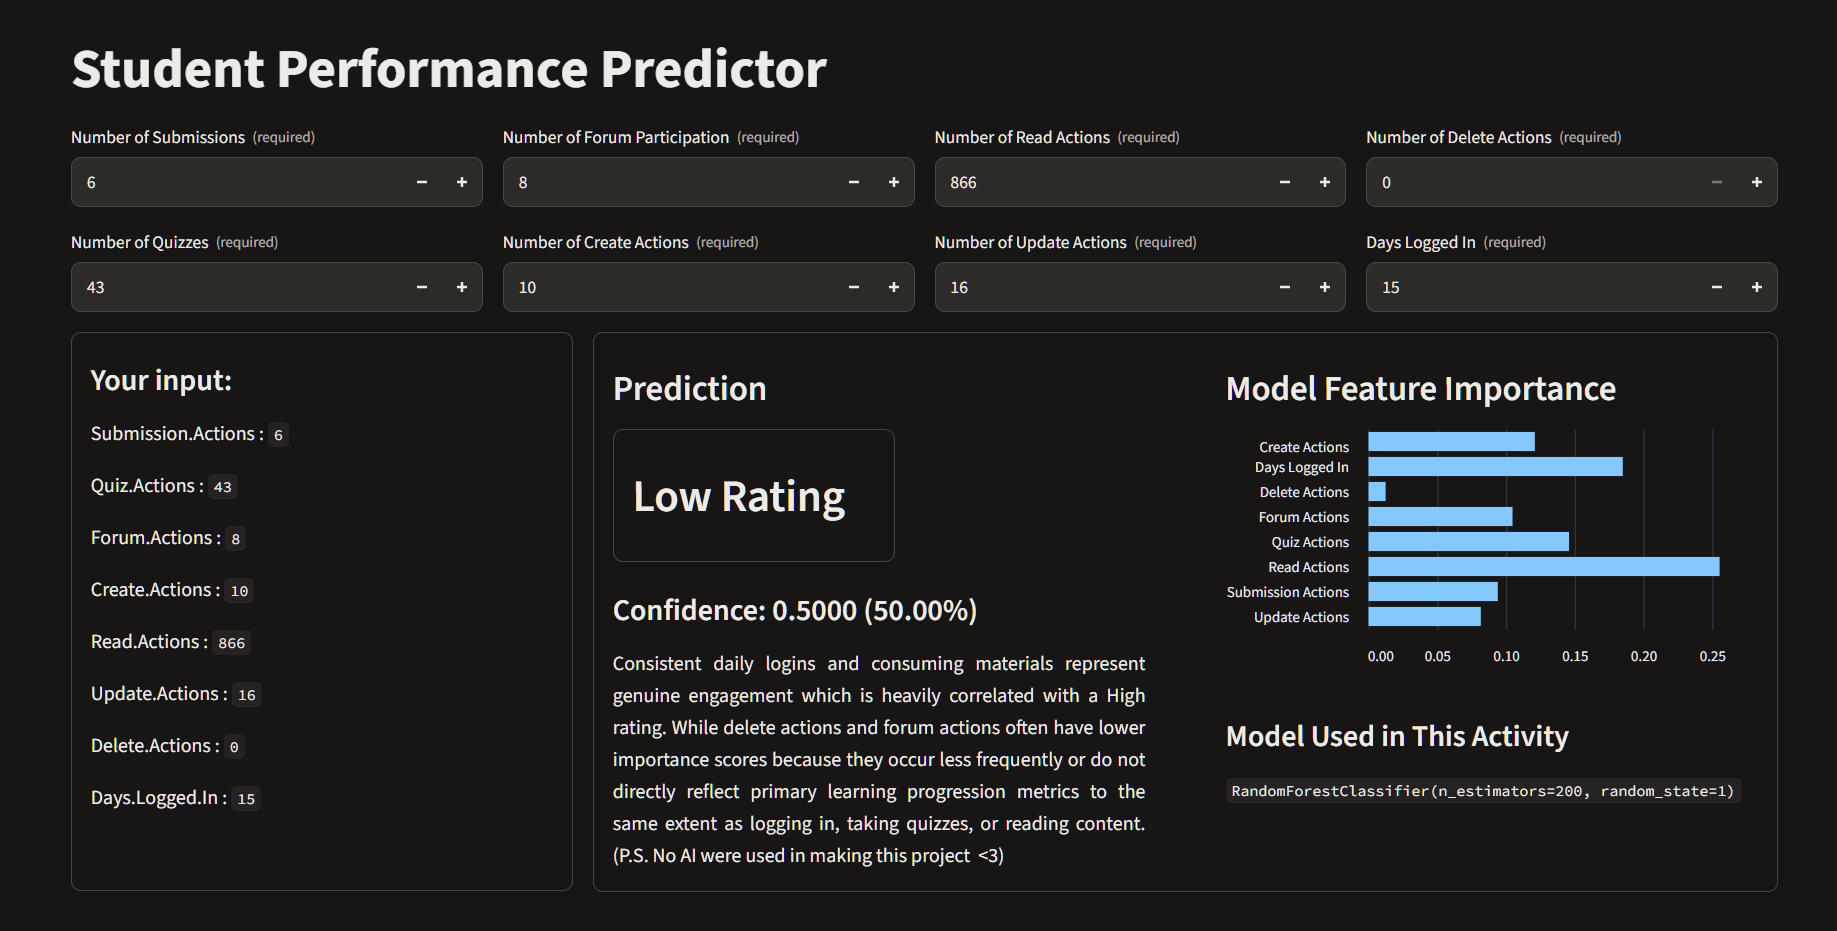 Student Performance Predictor
Number of Submissions (required)
Number of Forum Participation (required)
Number of Read Actions (required)
Number of Delete Actions (required)
6
8
866
0
Number of Quizzes (required)
Number of Create Actions (required)
Number of Update Actions (required)
Days Logged In (required)
43
10
16
15
Your input:
Submission.Actions : 6
Quiz.Actions : 43
Forum.Actions : 8
Create.Actions : 10
Read.Actions : 866
Update.Actions : 16
Delete.Actions : 0
Days.Logged.In : 15
Prediction
Low Rating
Confidence: 0.5000 (50.00%)
Consistent daily logins and consuming materials represent
genuine engagement which is heavily correlated with a High
rating. While delete actions and forum actions often have lower
importance scores because they occur less frequently or do not
directly reflect primary learning progression metrics to the
same extent as logging in, taking quizzes, or reading content.
(P.S. No AI were used in making this project <3)
Model Feature Importance
Create Actions
Days Logged In
Delete Actions
Forum Actions
Quiz Actions
Read Actions
Submission Actions
Update Actions
0.00 0.05 0.10 0.15 0.20 0.25
Model Used in This Activity
RandomForestClassifier(n_estimators=200, random_state=1)